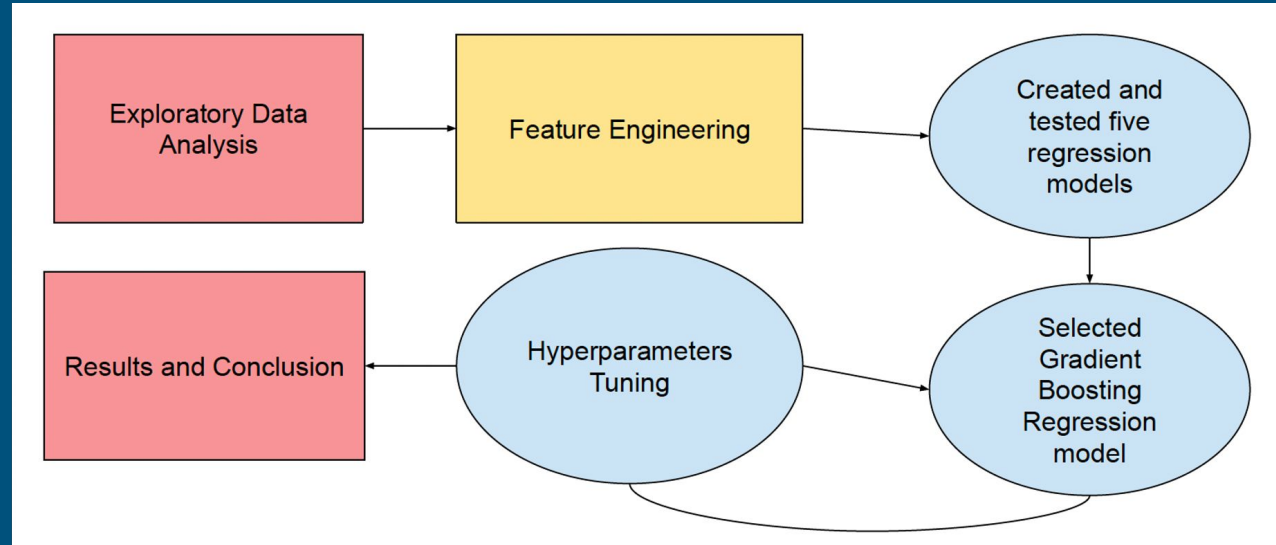 Exploratory Data
Analysis
Feature Engineering
Created and
tested five
regression
models
Results and Conclusion
Hyperparameters
Tuning
Selected
Gradient
Boosting
Regression
model